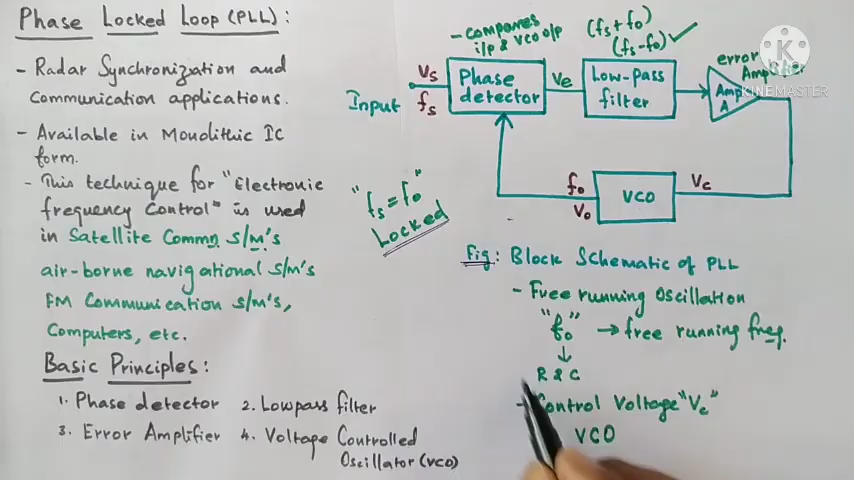 Phase Locked Loop (PLL):
- Radar Synchronization and
Communication applications.
- Available in Monolithic IC
form.
- This technique for "Electronic
frequency Control" is used
in Satellite Commn s/m's
air-borne navigational s/m's
FM Communication s/m's,
Computers, etc.
Basic Principles:
1. Phase detector 2. Lowpass filter
3. Error Amplifier 4. Voltage Controlled
Oscillator (VCO)
- compares
i/p & VCO o/p
(fs+fo)
(fs-fo) ✓
error
Amplifier
Input
Vs
fs
Phase
detector
Ve
Low-pass
filter
Amp
A
KINEMASTER
fo
Vo
VCO
Vc
"fs = fo"
Locked
Fig: Block Schematic of PLL
- Free running Oscillation
"fo" → free running freq.
↓
R & C
- Control Voltage "Vc"
VCO